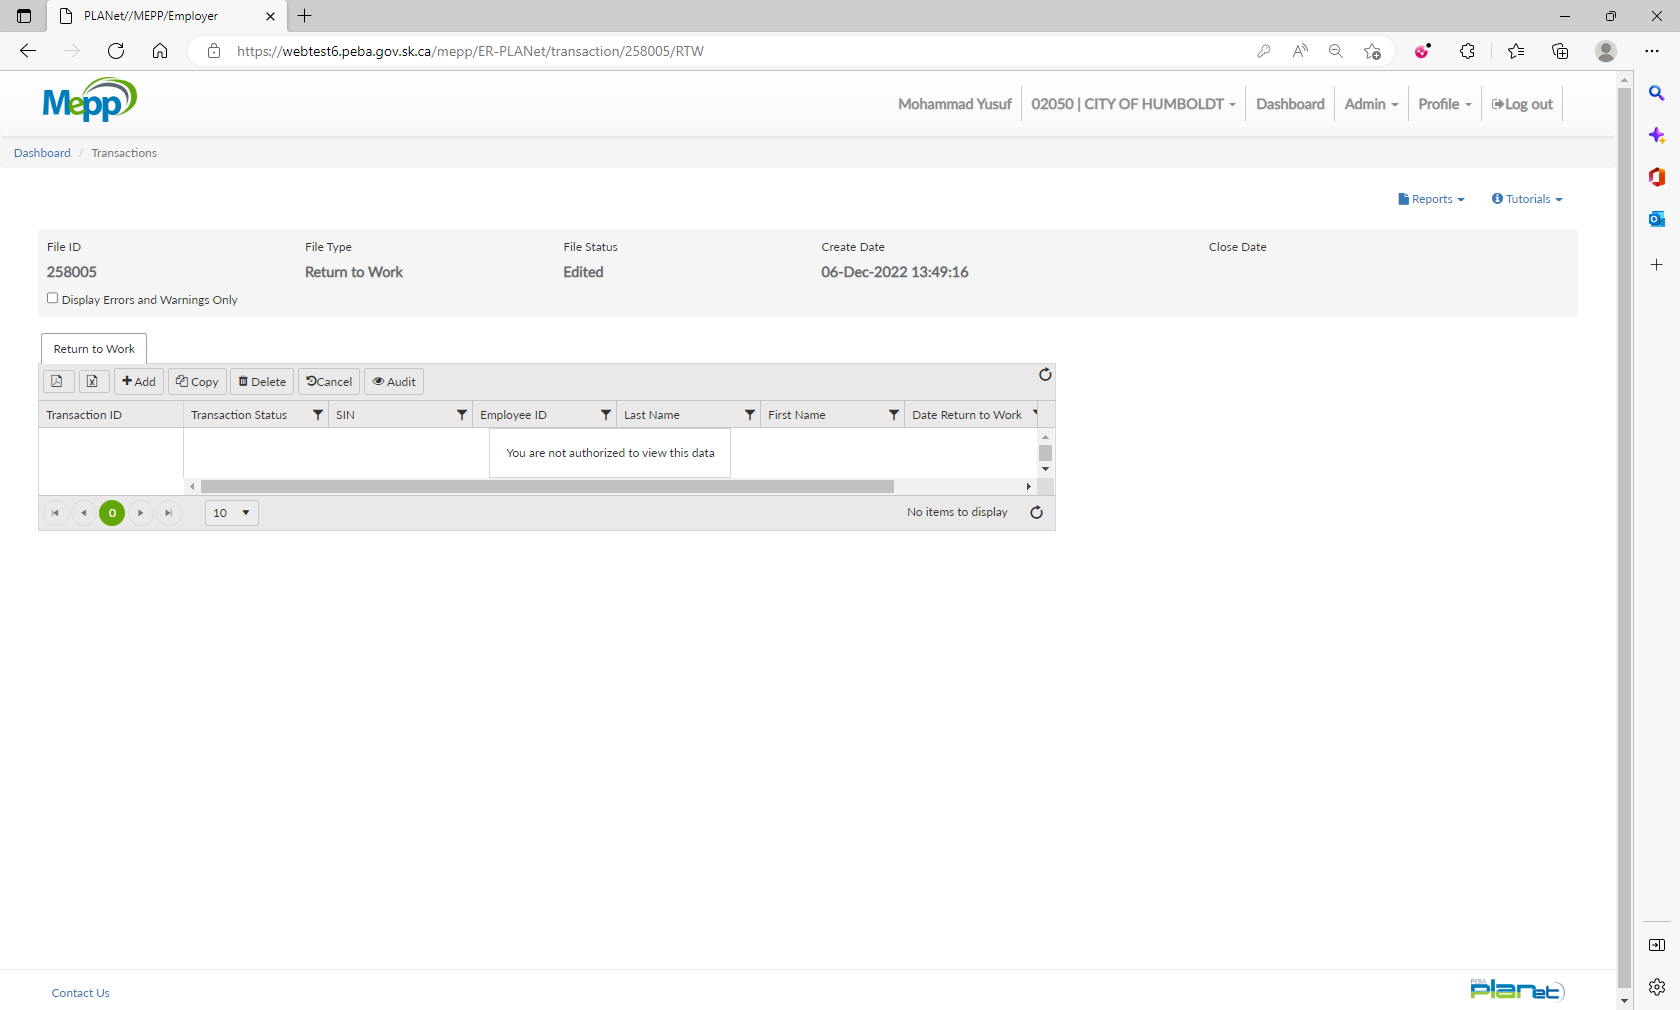 PLANet//MEPP/Employer
https://webtest6.peba.gov.sk.ca/mepp/ER-PLANet/transaction/258005/RTW
Mepp
Mohammad Yusuf
02050 | CITY OF HUMBOLDT
Dashboard
Admin
Profile
Log out
Dashboard / Transactions
Reports
Tutorials
File ID
File Type
File Status
Create Date
Close Date
258005
Return to Work
Edited
06-Dec-2022 13:49:16
Display Errors and Warnings Only
Return to Work
Add
Copy
Delete
Cancel
Audit
Transaction ID
Transaction Status
SIN
Employee ID
Last Name
First Name
Date Return to Work
You are not authorized to view this data
0
10
No items to display
Contact Us
PEBA
planet